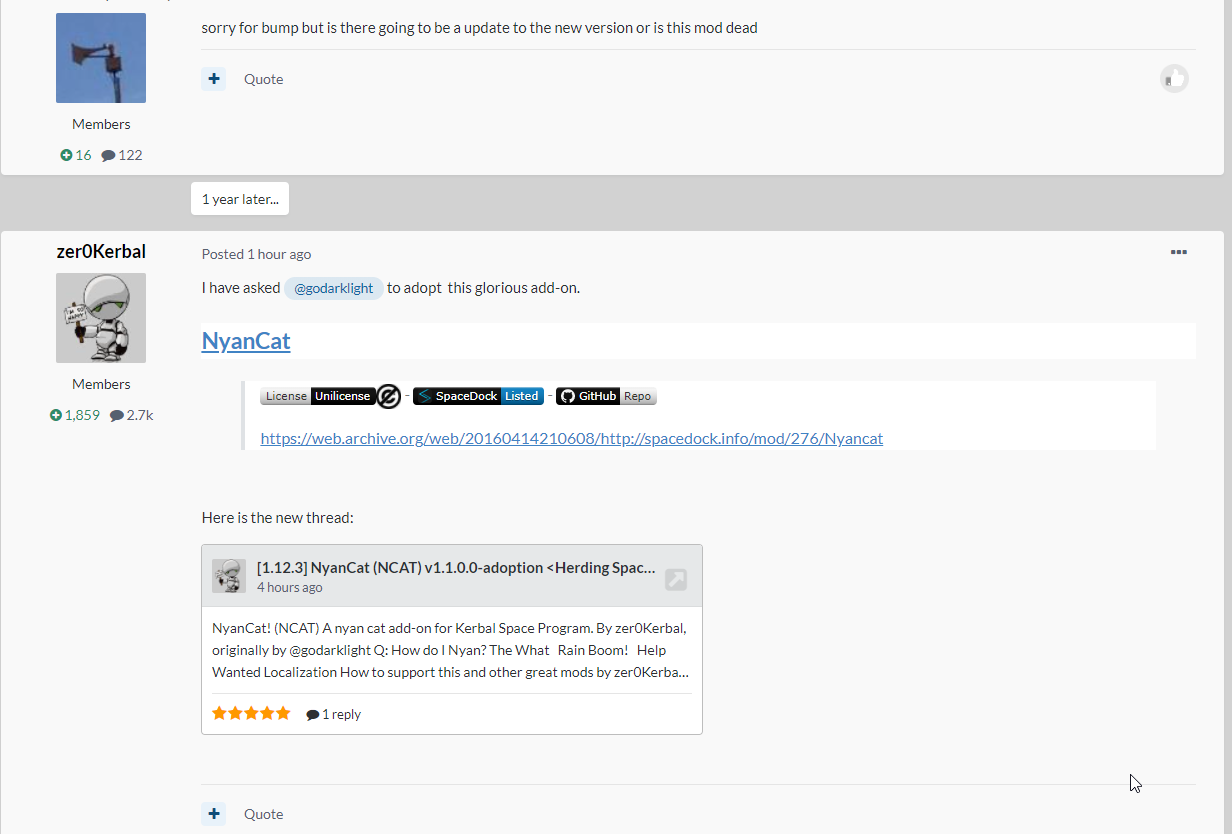 sorry for bump but is there going to be a update to the new version or is this mod dead
Quote
Members
16 122
1 year later...
zer0Kerbal
Posted 1 hour ago
I have asked @godarklight to adopt this glorious add-on.
Members
1,859 2.7k
NyanCat
License Unilicense - SpaceDock Listed - GitHub Repo
https://web.archive.org/web/20160414210608/http://spacedock.info/mod/276/Nyancat
Here is the new thread:
[1.12.3] NyanCat (NCAT) v1.1.0.0-adoption <Herding Spac...
4 hours ago
NyanCat! (NCAT) A nyan cat add-on for Kerbal Space Program. By zer0Kerbal,
originally by @godarklight Q: How do I Nyan? The What Rain Boom! Help
Wanted Localization How to support this and other great mods by zer0Kerba...
1 reply
Quote